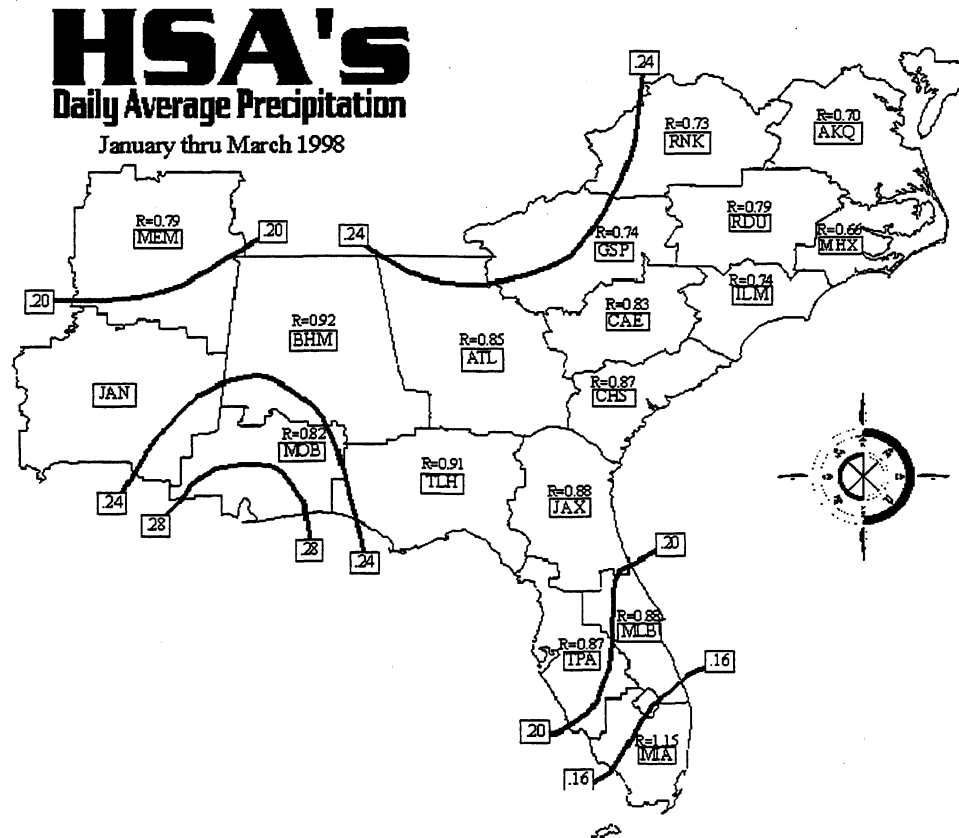 HSA's
Daily Average Precipitation
January thru March 1998
.24
R=0.73
RNK
R=0.70
AKQ
R=0.79
MEM
.20
.24
R=0.74
GSP
R=0.79
RDU
R=0.66
MHX
.20
R=0.74
ILM
R=0.92
BHM
R=0.85
ATL
R=0.83
CAE
JAN
R=0.87
CHS
R=0.82
MOB
R=0.91
TLH
R=0.88
JAX
.24
.28
.28
.24
.20
R=0.88
MLB
R=0.87
TPA
.16
.20
R=1.15
MIA
.16